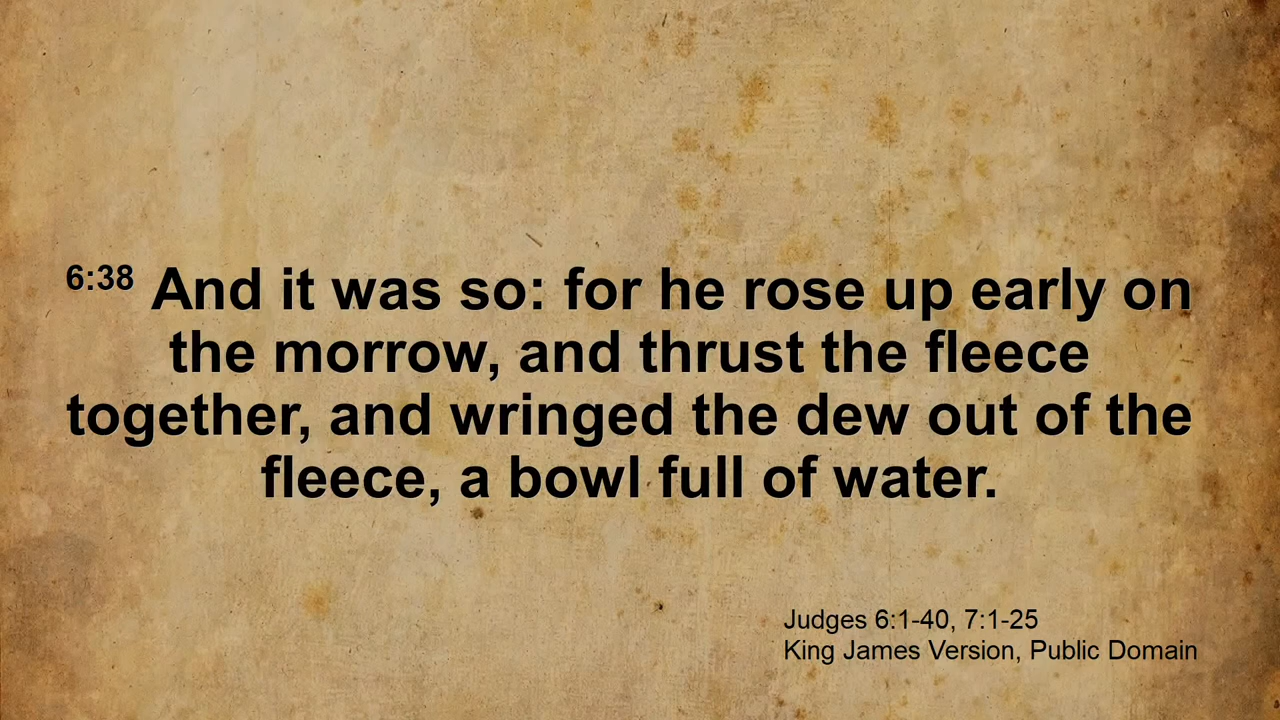 6:38 And it was so: for he rose up early on
the morrow, and thrust the fleece
together, and wringed the dew out of the
fleece, a bowl full of water.
Judges 6:1-40, 7:1-25
King James Version, Public Domain